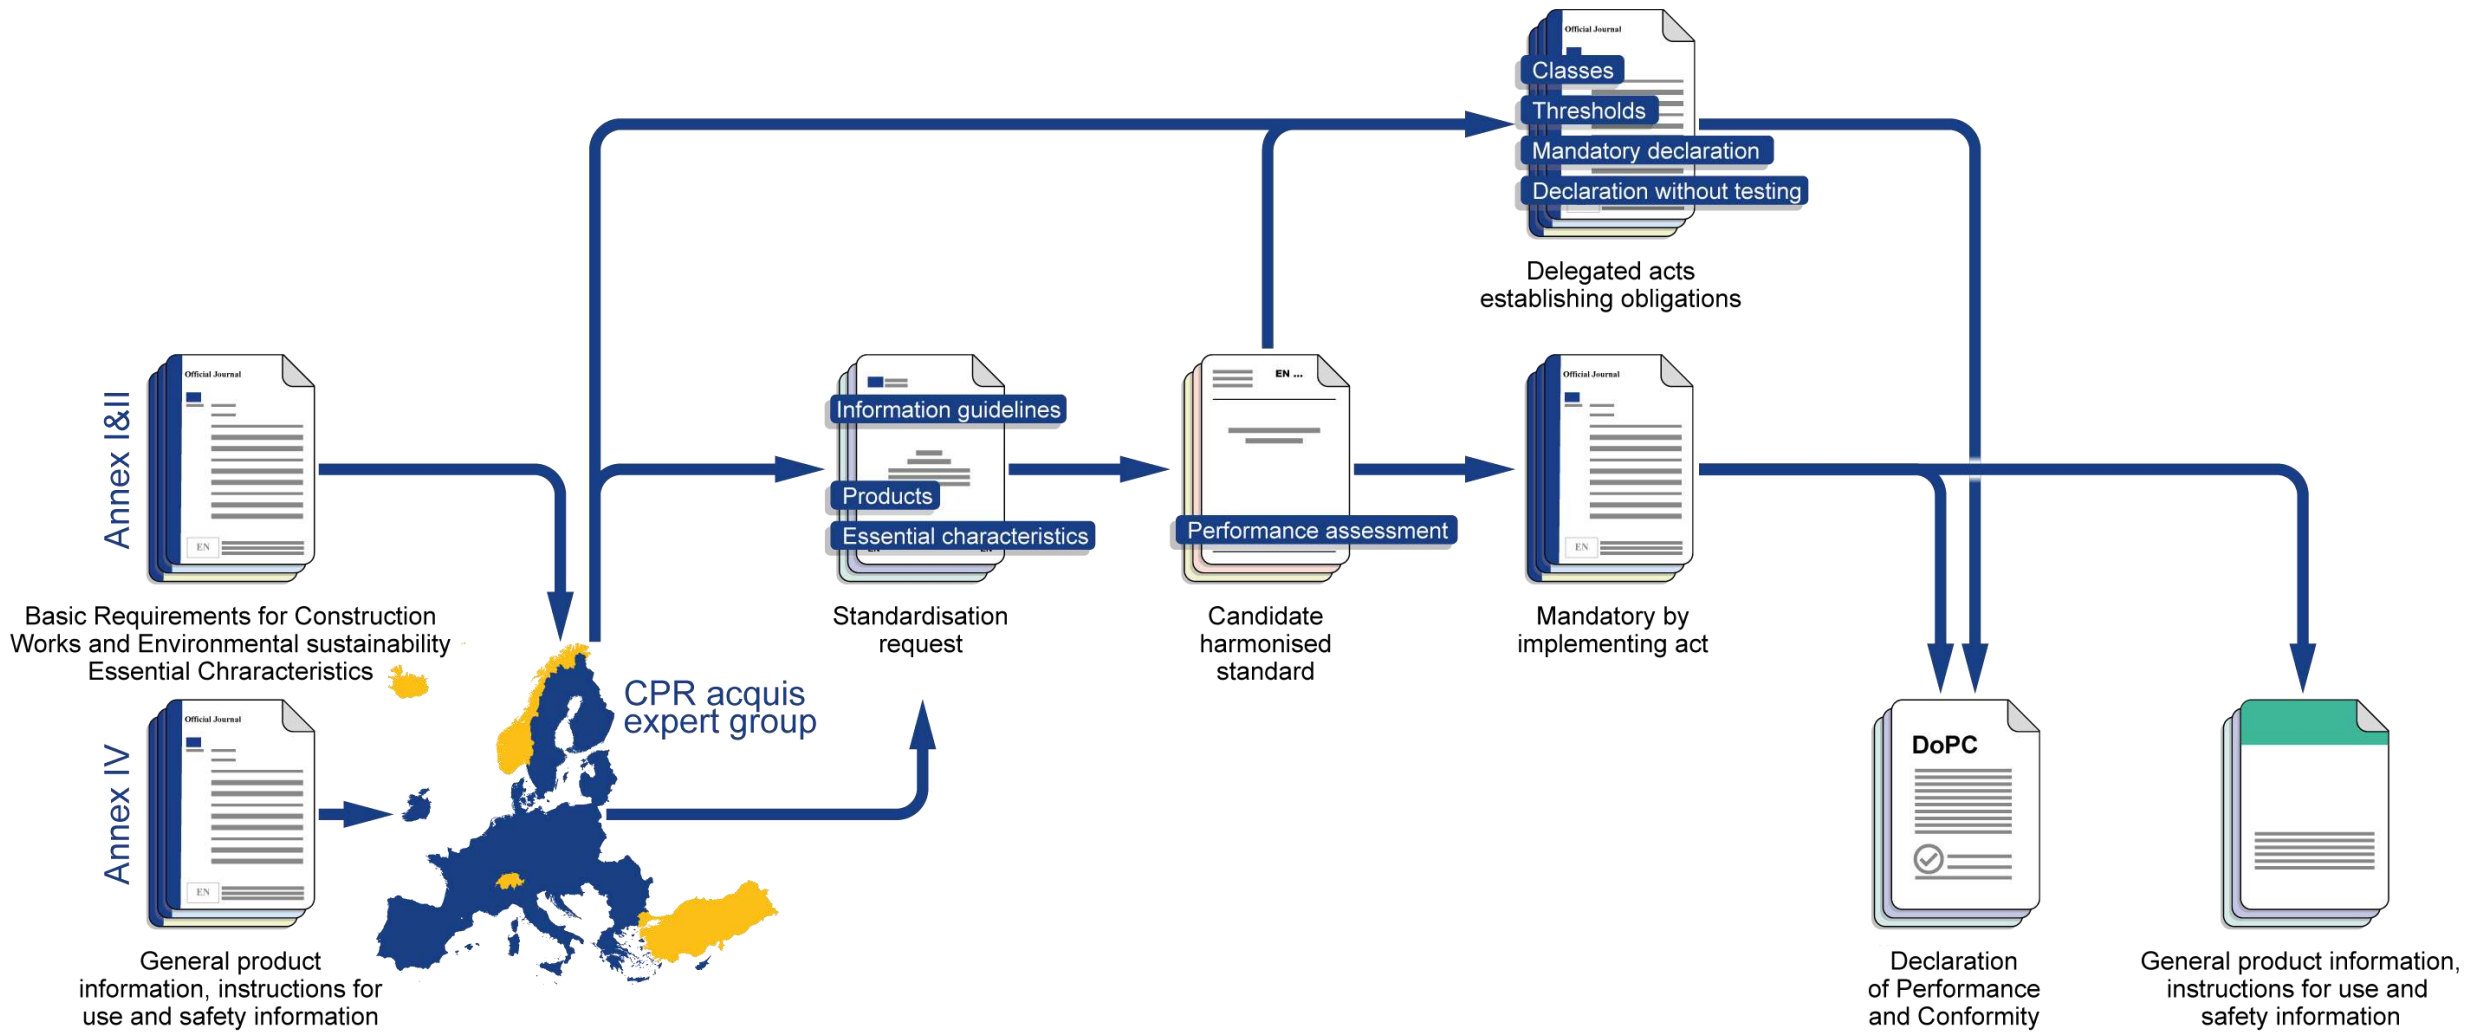 Official Journal
Classes
Thresholds
Mandatory declaration
Declaration without testing
Delegated acts
establishing obligations
Annex I&II
Official Journal
EN
Basic Requirements for Construction
Works and Environmental sustainability
Essential Chraracteristics
Information guidelines
Products
Essential characteristics
Standardisation
request
EN ...
Performance assessment
Candidate
harmonised
standard
Official Journal
EN
Mandatory by
implementing act
Annex IV
Official Journal
EN
General product
information, instructions for
use and safety information
CPR acquis
expert group
DoPC
Declaration
of Performance
and Conformity
General product information,
instructions for use and
safety information